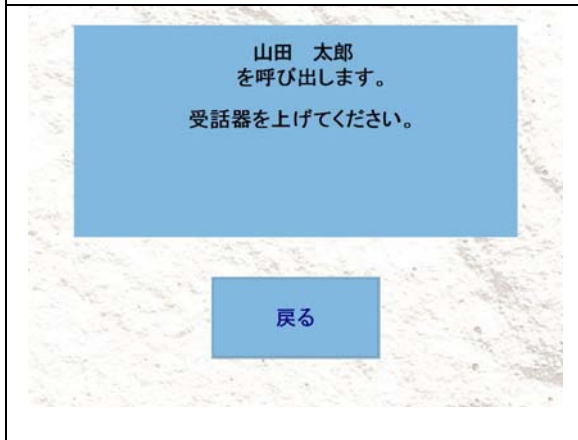 山田　太郎
を呼び出します。
受話器を上げてください。
戻る